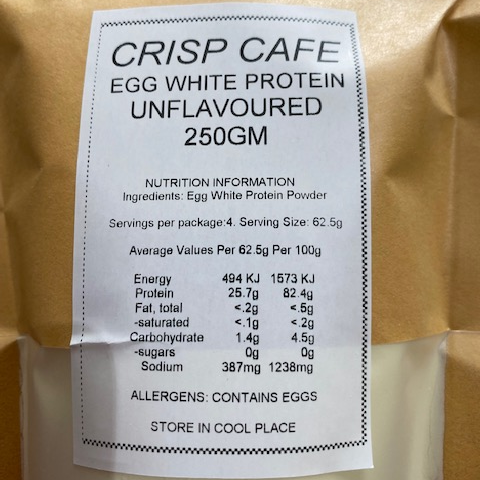 CRISP CAFE
EGG WHITE PROTEIN
UNFLAVOURED
250GM
NUTRITION INFORMATION
Ingredients: Egg White Protein Powder
Servings per package:4. Serving Size: 62.5g
Average Values Per 62.5g Per 100g
Energy 494 KJ 1573 KJ
Protein 25.7g 82.4g
Fat, total <.2g <.5g
-saturated <.1g <.2g
Carbohydrate 1.4g 4.5g
-sugars 0g 0g
Sodium 387mg 1238mg
ALLERGENS: CONTAINS EGGS
STORE IN COOL PLACE